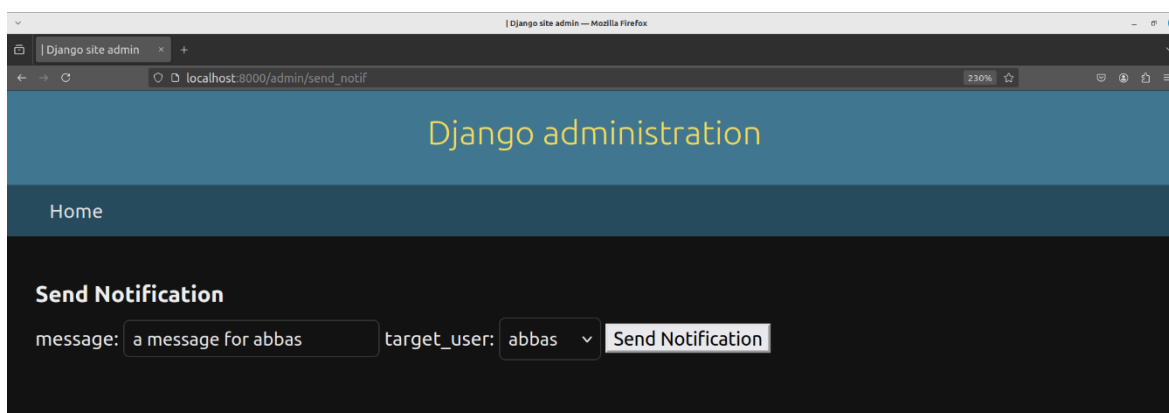 | Django site admin — Mozilla Firefox
| Django site admin × +
localhost:8000/admin/send_notif 230%
Django administration
Home
Send Notification
message: a message for abbas target_user: abbas Send Notification